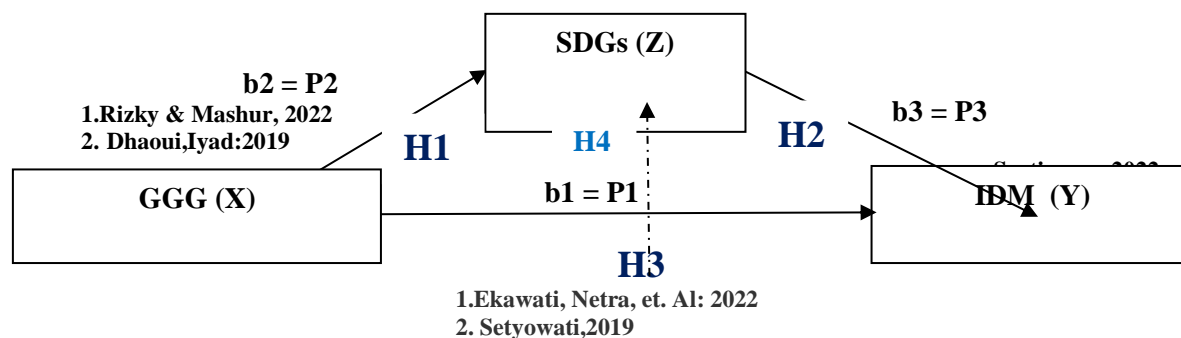 SDGs (Z)
b2 = P2
1.Rizky & Mashur, 2022
2. Dhaoui,Iyad:2019
b3 = P3
H1
H4
H2
GGG (X)
b1 = P1
IDM (Y)
H3
1.Ekawati, Netra, et. Al: 2022
2. Setyowati,2019